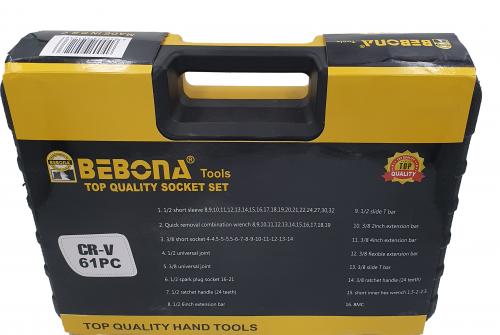 MADE IN P.R.C
BEBONA®
Tools
BEBONA® Tools
TOP QUALITY SOCKET SET
TOP
QUALITY
1. 1/2 short sleeve 8,9,10,11,12,13,14,15,16,17,18,19,20,21,22,24,27,30,32
2. Quick removal combination wrench 8,9,10,11,12,13,14,15,16,17,18,19
3. 3/8 short socket 4-4.5-5-5.5-6-7-8-9-10-11-12-13-14
4. 1/2 universal joint
5. 3/8 universal joint
6. 1/2 spark plug socket 16-21
7. 1/2 ratchet handle (24 teeth)
8. 1/2 6inch extension bar
9. 1/2 slide T bar
10. 3/8 2inch extension bar
11. 3/8 4inch extension bar
12. 3/8 flexible extension bar
13. 3/8 slide T bar
14. 3/8 ratchet handle (24 teeth)
15. short inner hex wrench
16. BMC
CR-V
61PC
TOP QUALITY HAND TOOLS